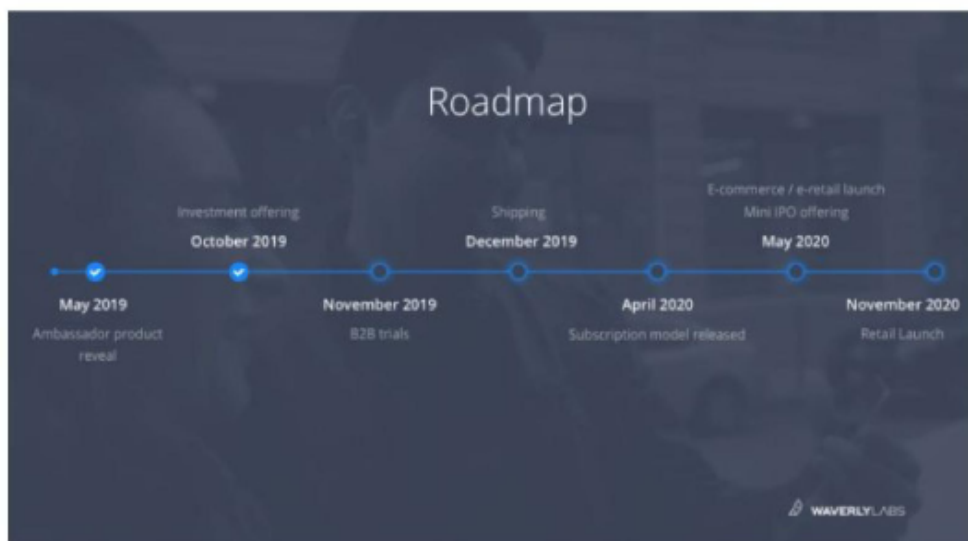 Roadmap
Investment offering
October 2019
Shipping
December 2019
E-commerce / e-retail launch
Mini IPO offering
May 2020
May 2019
Ambassador product
reveal
November 2019
B2B trials
April 2020
Subscription model released
November 2020
Retail Launch
WAVERLYLABS